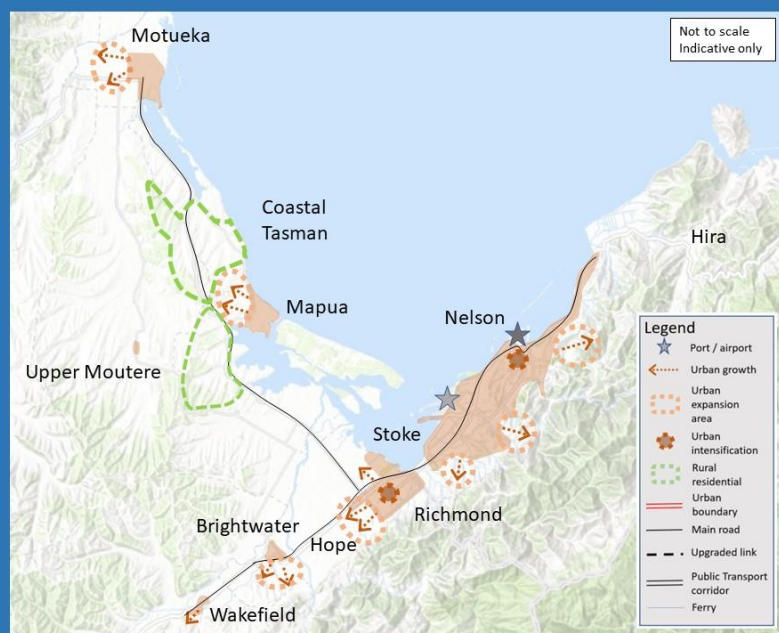 Not to scale
Indicative only
Motueka
Coastal
Tasman
Hira
Mapua
Nelson
Upper Moutere
Stoke
Richmond
Brightwater
Hope
Wakefield
Legend
Port / airport
Urban growth
Urban
expansion
area
Urban
intensification
Rural
residential
Urban
boundary
Main road
Upgraded link
Public Transport
corridor
Ferry